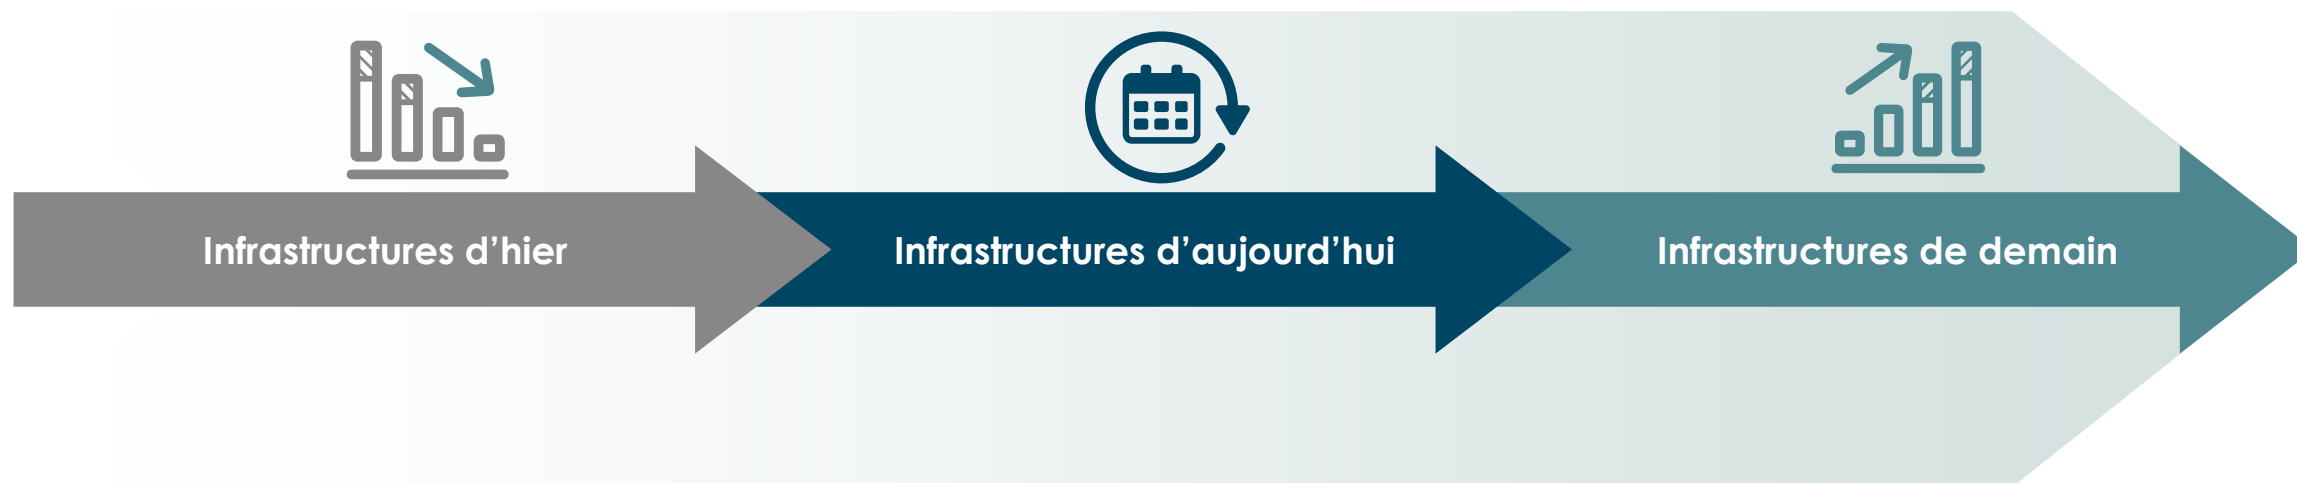 Infrastructures d’hier
Infrastructures d’aujourd’hui
Infrastructures de demain